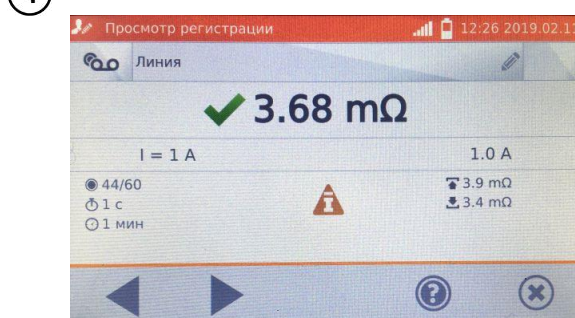 Просмотр регистрации 12:26 2019.02.1
Линия
3.68 mΩ
I = 1 A 1.0 A
44/60 3.9 mΩ
1 с 3.4 mΩ
1 мин